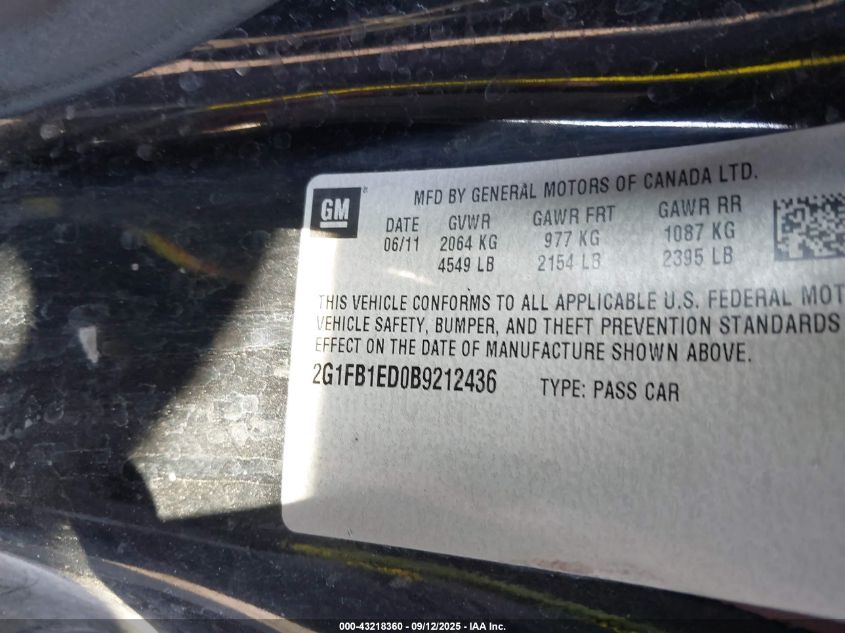 GM ®
MFD BY GENERAL MOTORS OF CANADA LTD.
DATE GVWR GAWR FRT GAWR RR
06/11 2064 KG 977 KG 1087 KG
4549 LB 2154 LB 2395 LB
THIS VEHICLE CONFORMS TO ALL APPLICABLE U.S. FEDERAL MOT
VEHICLE SAFETY, BUMPER, AND THEFT PREVENTION STANDARDS
EFFECT ON THE DATE OF MANUFACTURE SHOWN ABOVE.
2G1FB1ED0B9212436 TYPE: PASS CAR
000-43218360 - 09/12/2025 - IAA Inc.